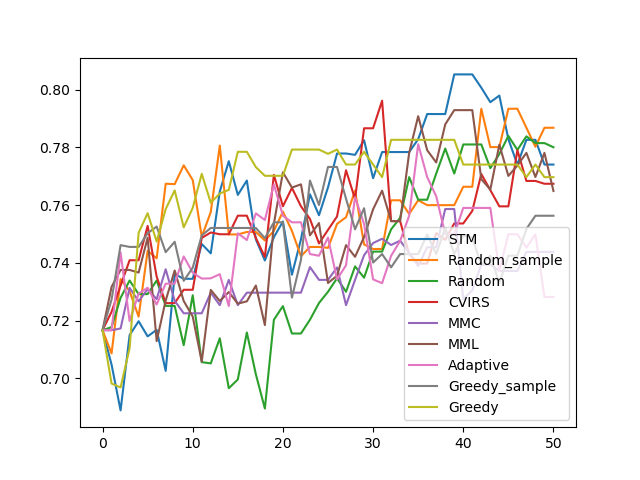 0.80
0.78
0.76
0.74
0.72
0.70
0
10
20
30
40
50
STM
Random_sample
Random
CVIRS
MMC
MML
Adaptive
Greedy_sample
Greedy